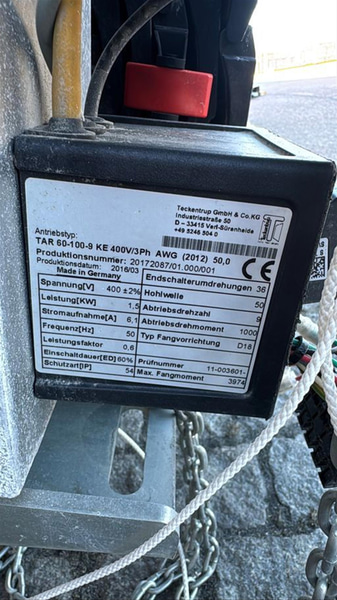 Teckentrup GmbH & Co.KG
Industriestraße 50
D - 33415 Verl-Sürenheide
+49 5246 504 0
Antriebstyp:
TAR 60-100-9 KE 400V/3Ph AWG (2012) 50,0
Produktionsnummer: 20172087/01.000/001
Produktionsdatum: 2016/03
Made in Germany
Spannung[V] 400 ±2%
Leistung[KW] 1,5
Stromaufnahme[A] 6,1
Frequenz[Hz] 50
Leistungsfaktor 0,6
Einschaltdauer[ED] 60%
Schutzart[IP] 54
Endschalterumdrehungen 36
Hohlwelle 50
Abtriebsdrehzahl 9
Abtriebsdrehmoment 1000
Typ Fangvorrichtung D18
Prüfnummer 11-003601-
Max. Fangmoment 3974